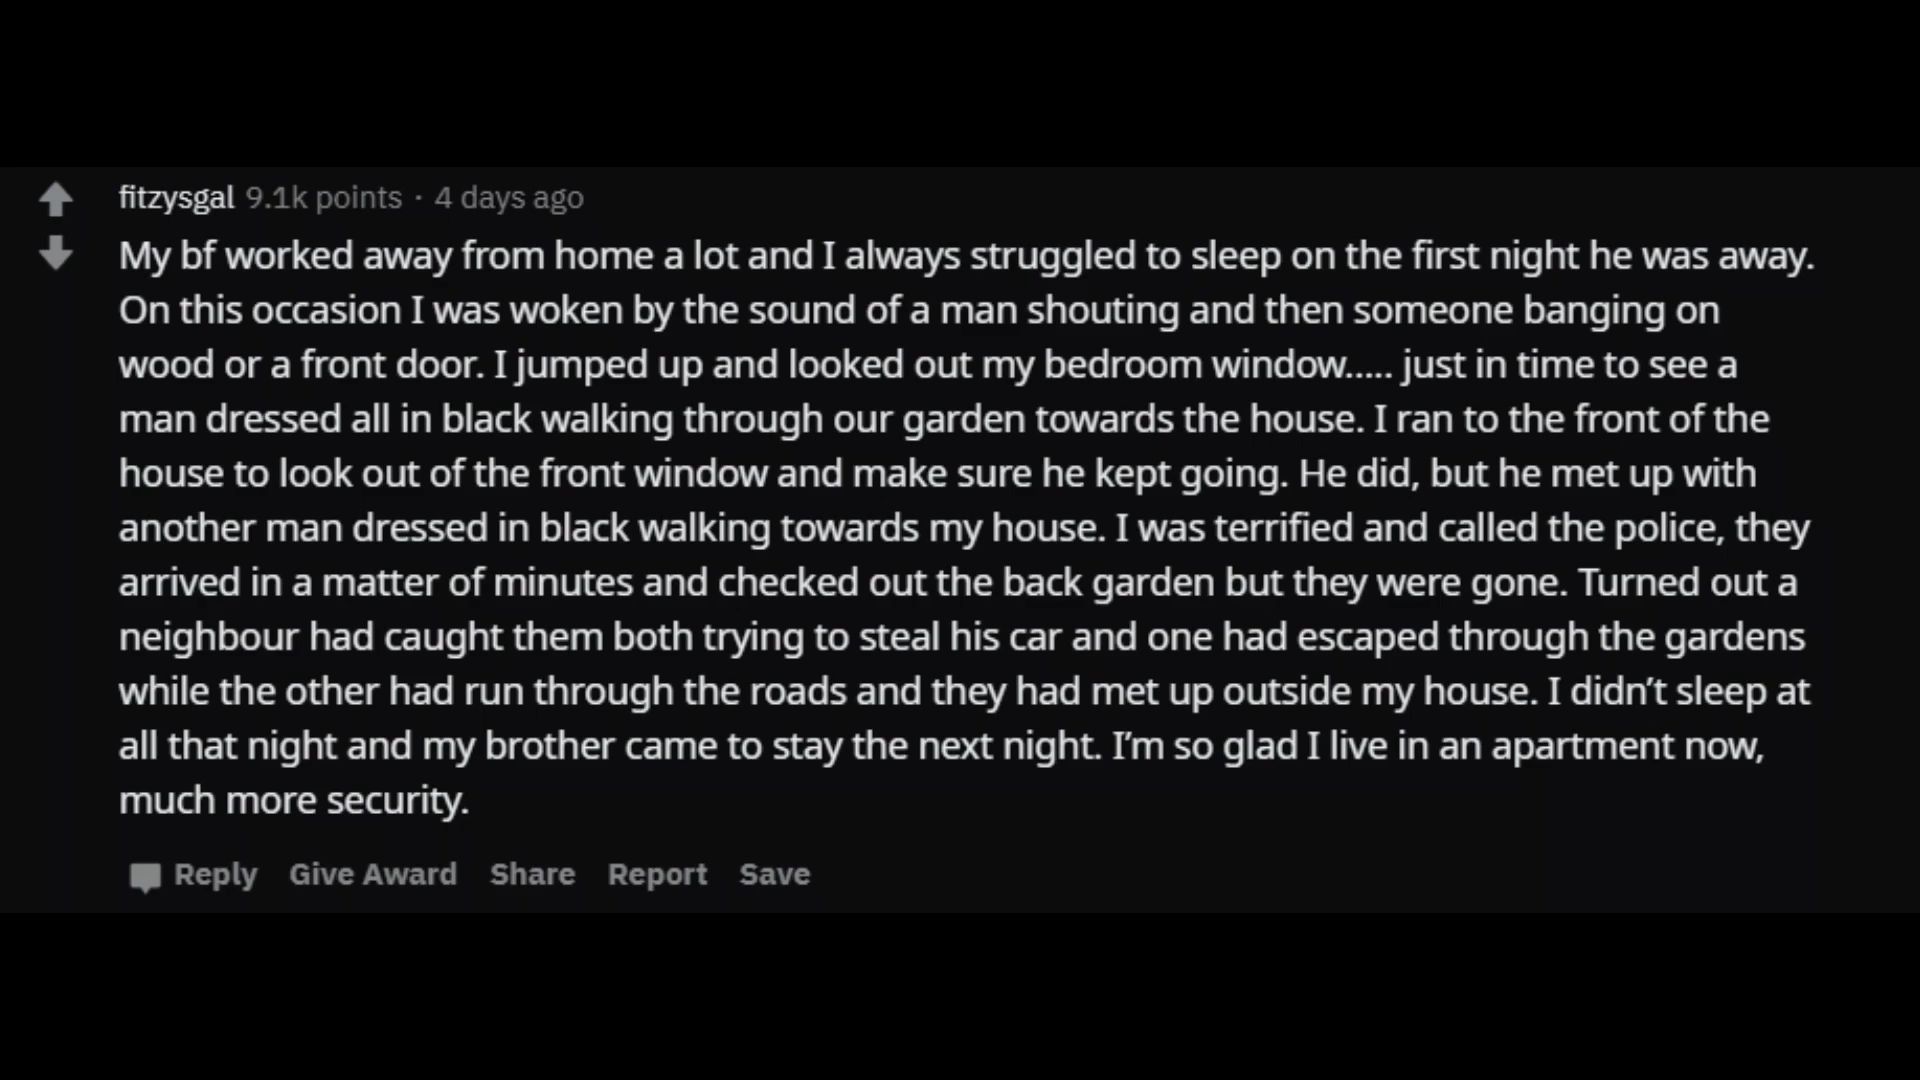 fitzysgal 9.1k points · 4 days ago
My bf worked away from home a lot and I always struggled to sleep on the first night he was away.
On this occasion I was woken by the sound of a man shouting and then someone banging on
wood or a front door. I jumped up and looked out my bedroom window..... just in time to see a
man dressed all in black walking through our garden towards the house. I ran to the front of the
house to look out of the front window and make sure he kept going. He did, but he met up with
another man dressed in black walking towards my house. I was terrified and called the police, they
arrived in a matter of minutes and checked out the back garden but they were gone. Turned out a
neighbour had caught them both trying to steal his car and one had escaped through the gardens
while the other had run through the roads and they had met up outside my house. I didn’t sleep at
all that night and my brother came to stay the next night. I’m so glad I live in an apartment now,
much more security.
Reply Give Award Share Report Save